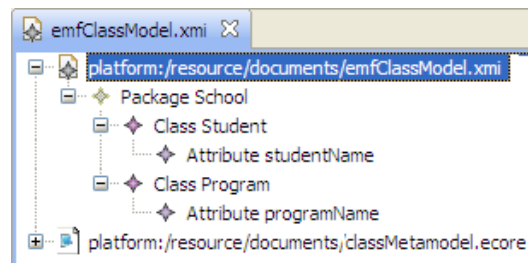 emfClassModel.xmi
platform:/resource/documents/emfClassModel.xmi
Package School
Class Student
Attribute studentName
Class Program
Attribute programName
platform:/resource/documents/classMetamodel.ecore